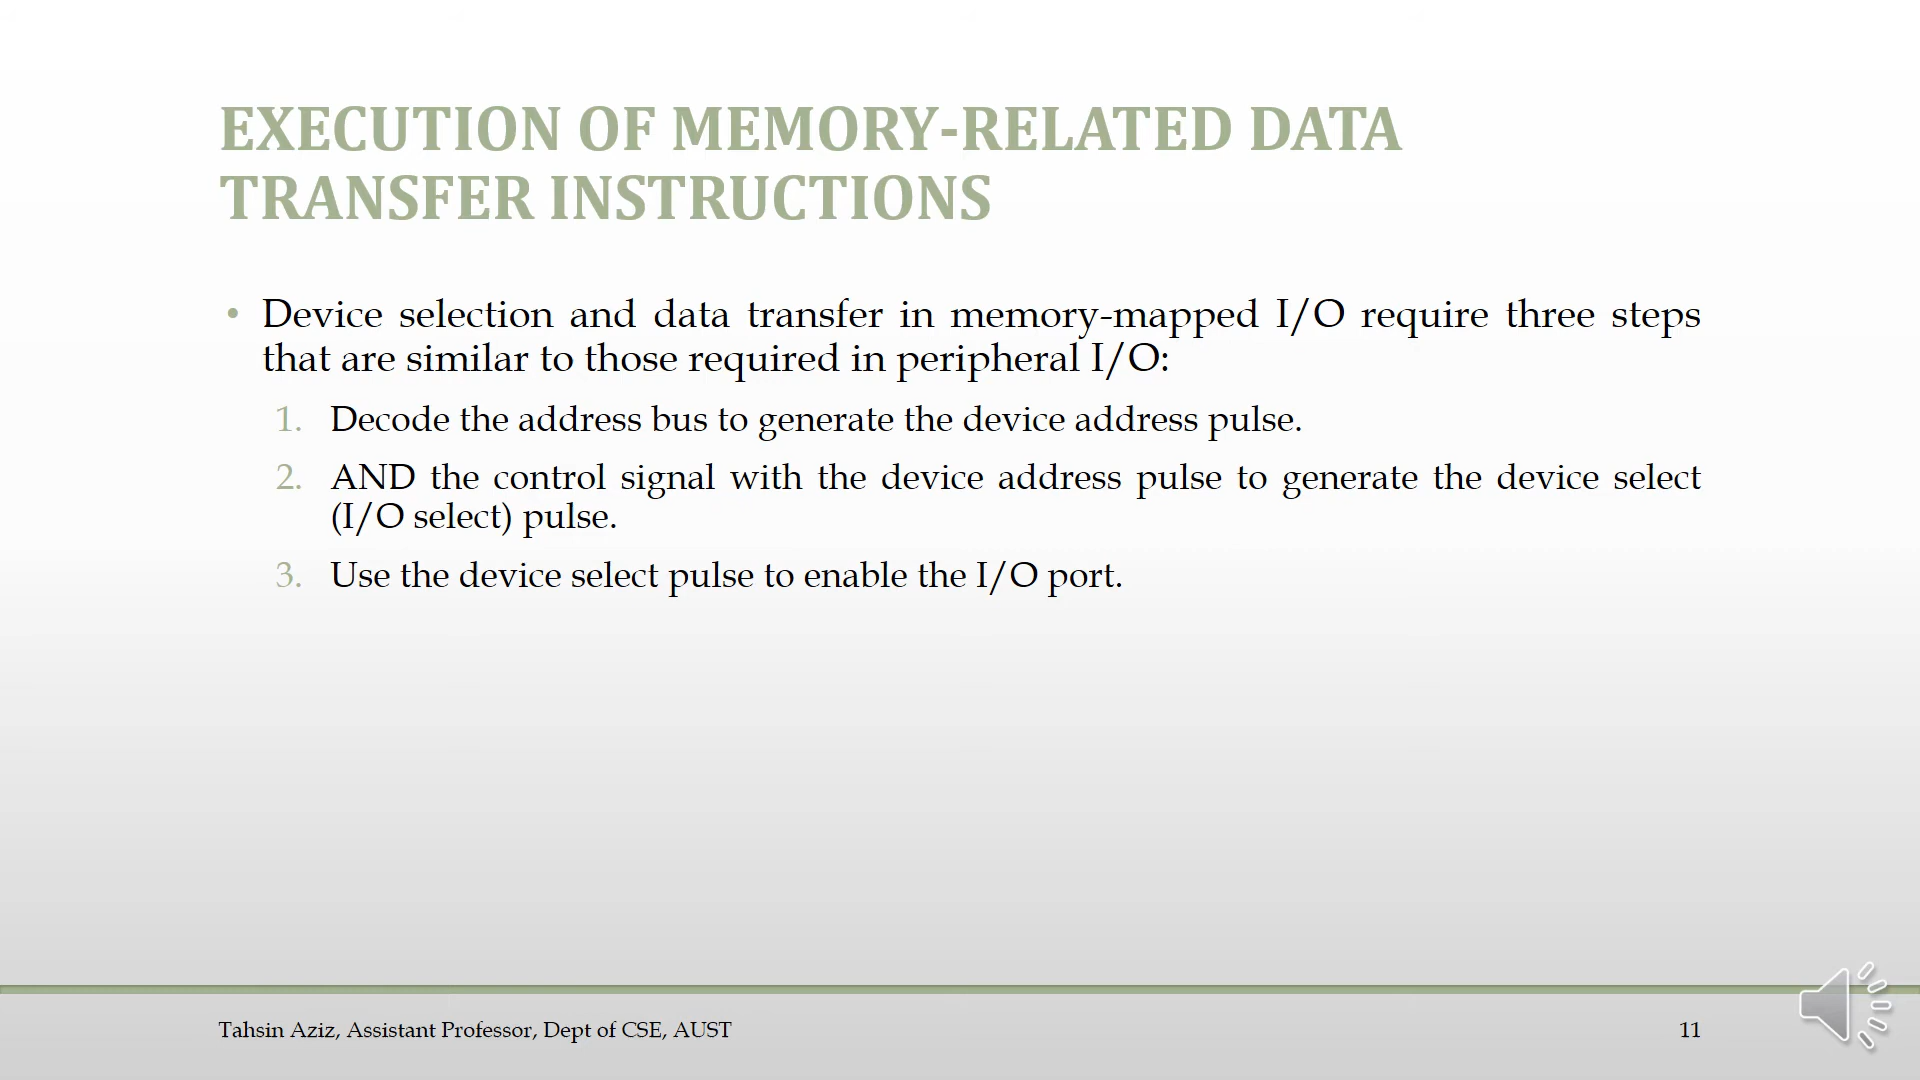 EXECUTION OF MEMORY-RELATED DATA
TRANSFER INSTRUCTIONS
• Device selection and data transfer in memory-mapped I/O require three steps
that are similar to those required in peripheral I/O:
1. Decode the address bus to generate the device address pulse.
2. AND the control signal with the device address pulse to generate the device select
(I/O select) pulse.
3. Use the device select pulse to enable the I/O port.
Tahsin Aziz, Assistant Professor, Dept of CSE, AUST
11